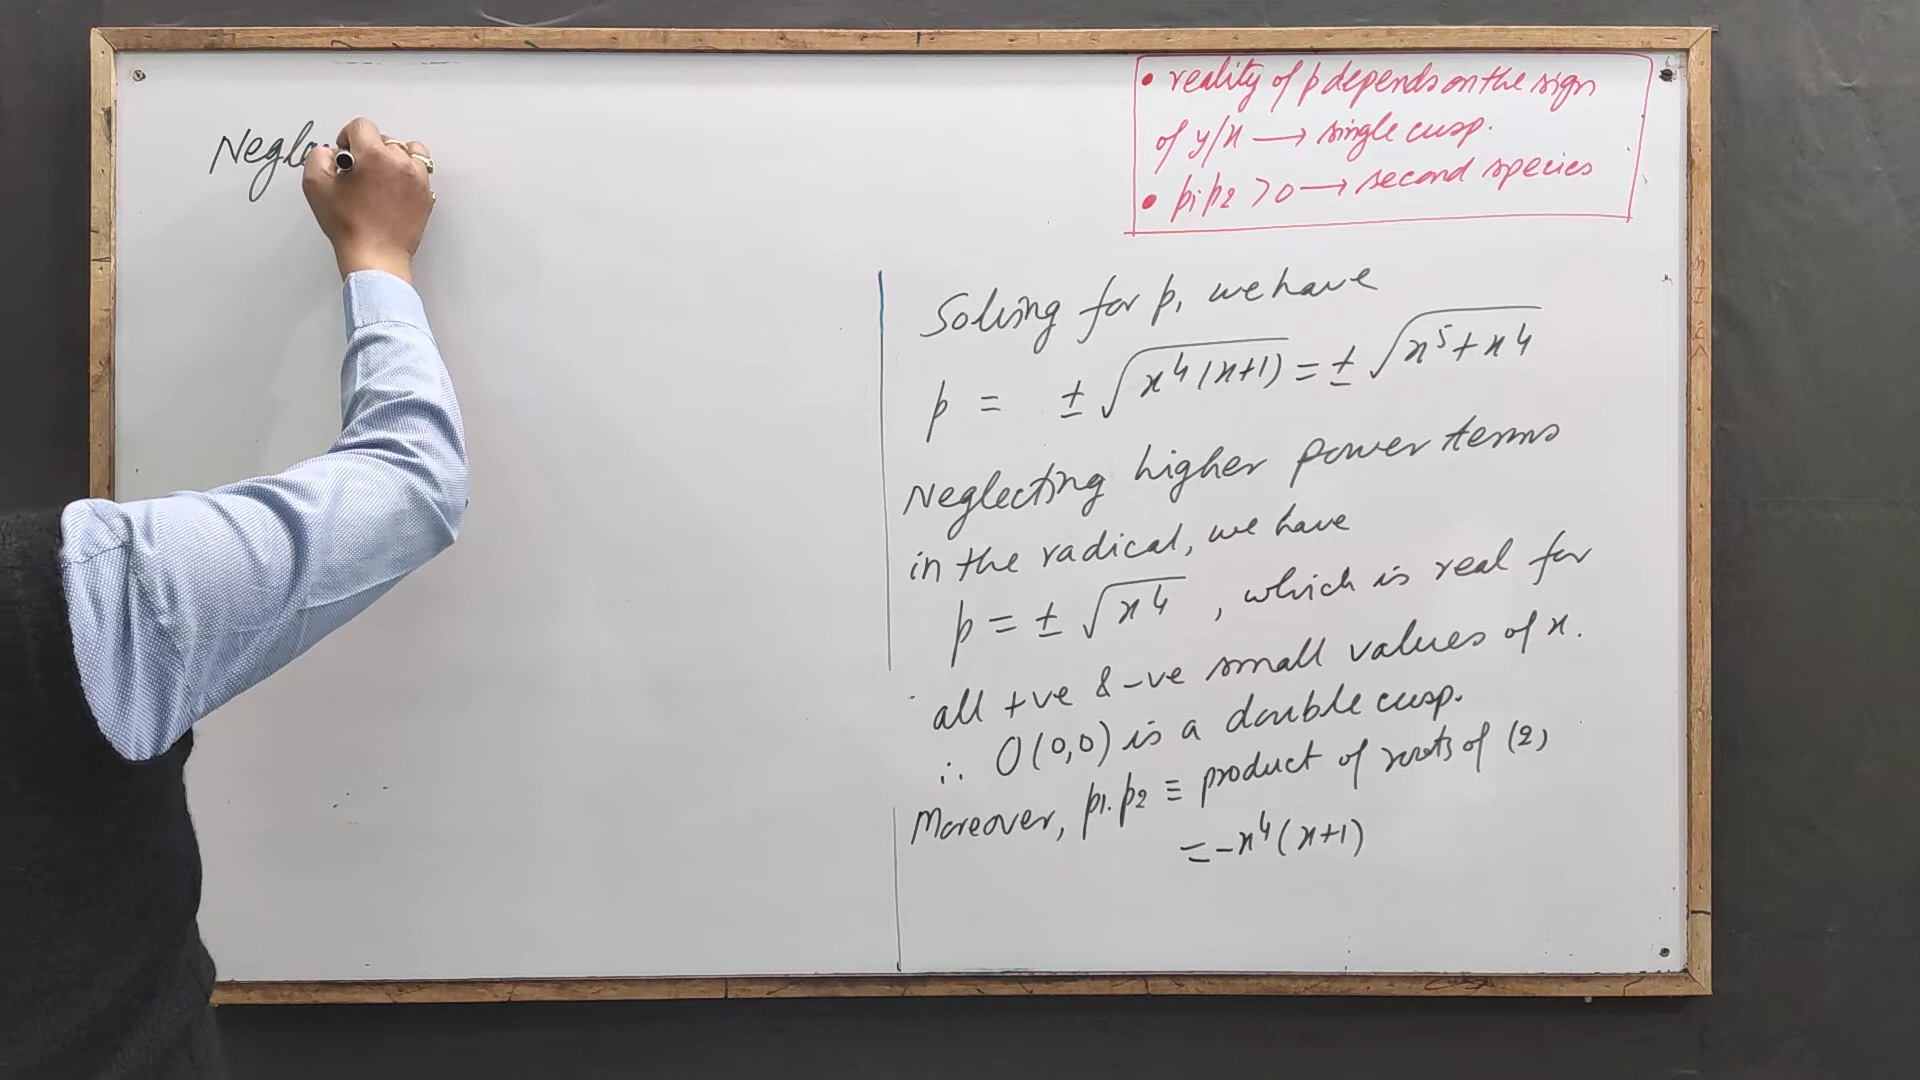 • reality of p depends on the sign
of y/x → single cusp.
• p1.p2 > 0 → second species
Solving for p, we have
p = ± √x⁴(x+1) = ± √x⁵+x⁴
Neglecting higher power terms
in the radical, we have
p = ± √x⁴ , which is real for
all +ve & -ve small values of x.
∴ O(0,0) is a double cusp.
Moreover, p1.p2 ≡ product of roots of (2)
= -x⁴(x+1)